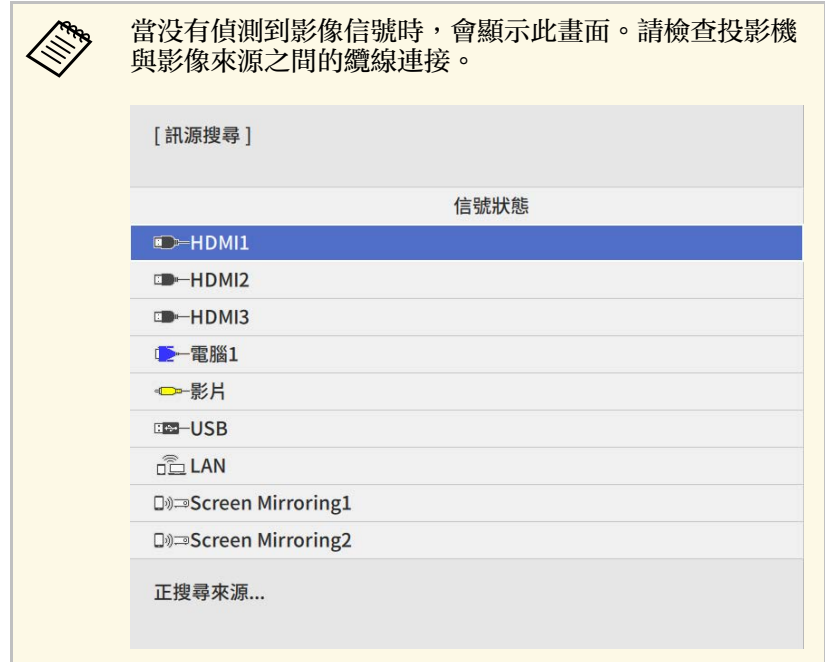 當没有偵測到影像信號時，會顯示此畫面。請檢查投影機
與影像來源之間的纜線連接。
[ 訊源搜尋 ]
信號狀態
HDMI1
HDMI2
HDMI3
電腦1
影片
USB
LAN
Screen Mirroring1
Screen Mirroring2
正搜尋來源...